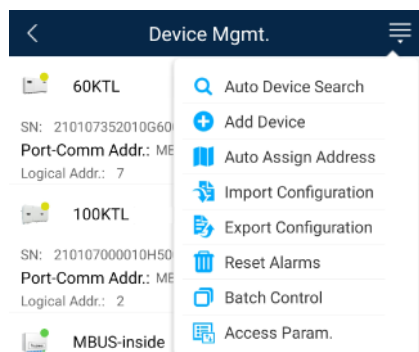 Device Mgmt.
60KTL
SN: 210107352010G60
Port-Comm Addr.: ME
Logical Addr.: 7
100KTL
SN: 210107000010H50
Port-Comm Addr.: ME
Logical Addr.: 2
MBUS-inside
Auto Device Search
Add Device
Auto Assign Address
Import Configuration
Export Configuration
Reset Alarms
Batch Control
Access Param.